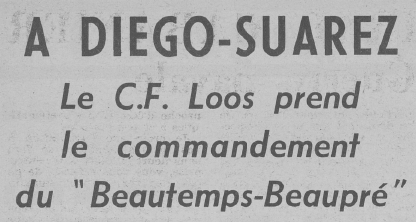 A DIEGO-SUAREZ
Le C.F. Loos prend
le commandement
du "Beautemps-Beaupré"